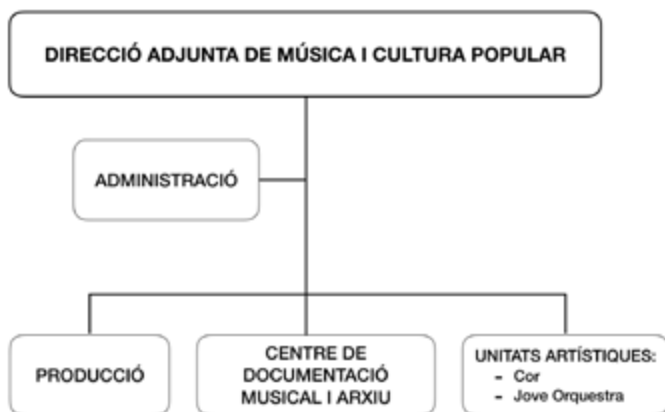 DIRECCIÓ ADJUNTA DE MÚSICA I CULTURA POPULAR
ADMINISTRACIÓ
PRODUCCIÓ
CENTRE DE
DOCUMENTACIÓ
MUSICAL I ARXIU
UNITATS ARTÍSTIQUES:
- Cor
- Jove Orquestra